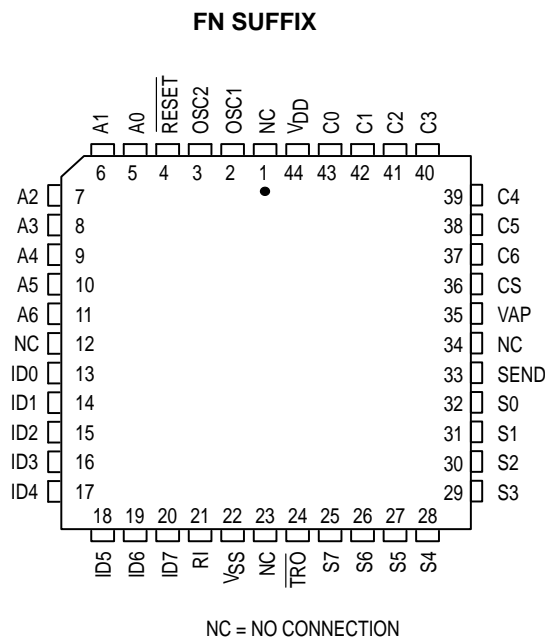 FN SUFFIX
A1 A0 RESET OSC2 OSC1 NC VDD C0 C1 C2 C3
6 5 4 3 2 1 44 43 42 41 40
A2 7 39 C4
A3 8 38 C5
A4 9 37 C6
A5 10 36 CS
A6 11 35 VAP
NC 12 34 NC
ID0 13 33 SEND
ID1 14 32 S0
ID2 15 31 S1
ID3 16 30 S2
ID4 17 29 S3
18 19 20 21 22 23 24 25 26 27 28
ID5 ID6 ID7 RI VSS NC TRO S7 S6 S5 S4
NC = NO CONNECTION